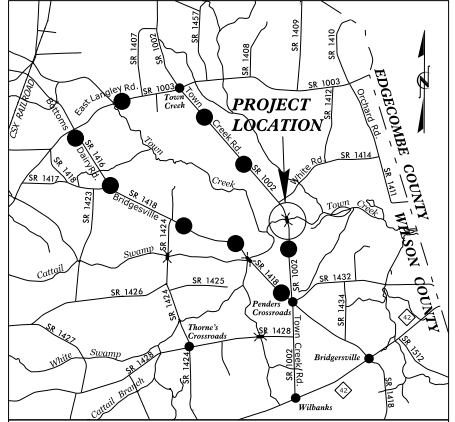 SR 1407
SR 1002
SR 1457
SR 1408
SR 1409
SR 1410
CSX RAILROAD
East Langley Rd.
SR 1003
Town
Creek
SR 1003
SR 1412
Orchard Rd.
EDGECOMBE COUNTY
WILSON COUNTY
PROJECT
LOCATION
Town
Creek Rd.
SR 1002
White Rd.
SR 1414
SR 1411
Bottoms
Dairy Rd.
SR 1416
SR 1418
SR 1417
SR 1423
SR 1418
Bridgesville
Town
Creek
Town
Creek
SR 1424
Swamp
Cattail
SR 1418
SR 1002
SR 1432
SR 1425
SR 1426
SR 1424
Penders
Crossroads
SR 1434
42
SR 1512
Thorne's
Crossroads
SR 1428
SR 1427
White Swamp
SR 1428
SR 1424
Cattail Branch
Town Creek Rd.
SR 1002
Bridgersville
SR 1418
42
Wilbanks